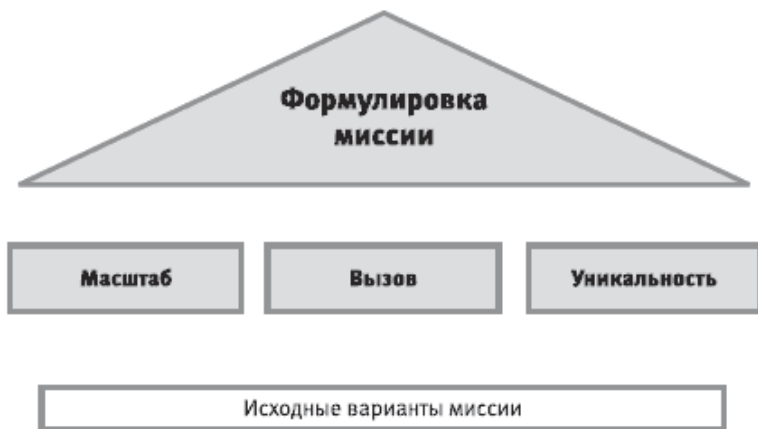 Формулировка
миссии
Масштаб
Вызов
Уникальность
Исходные варианты миссии